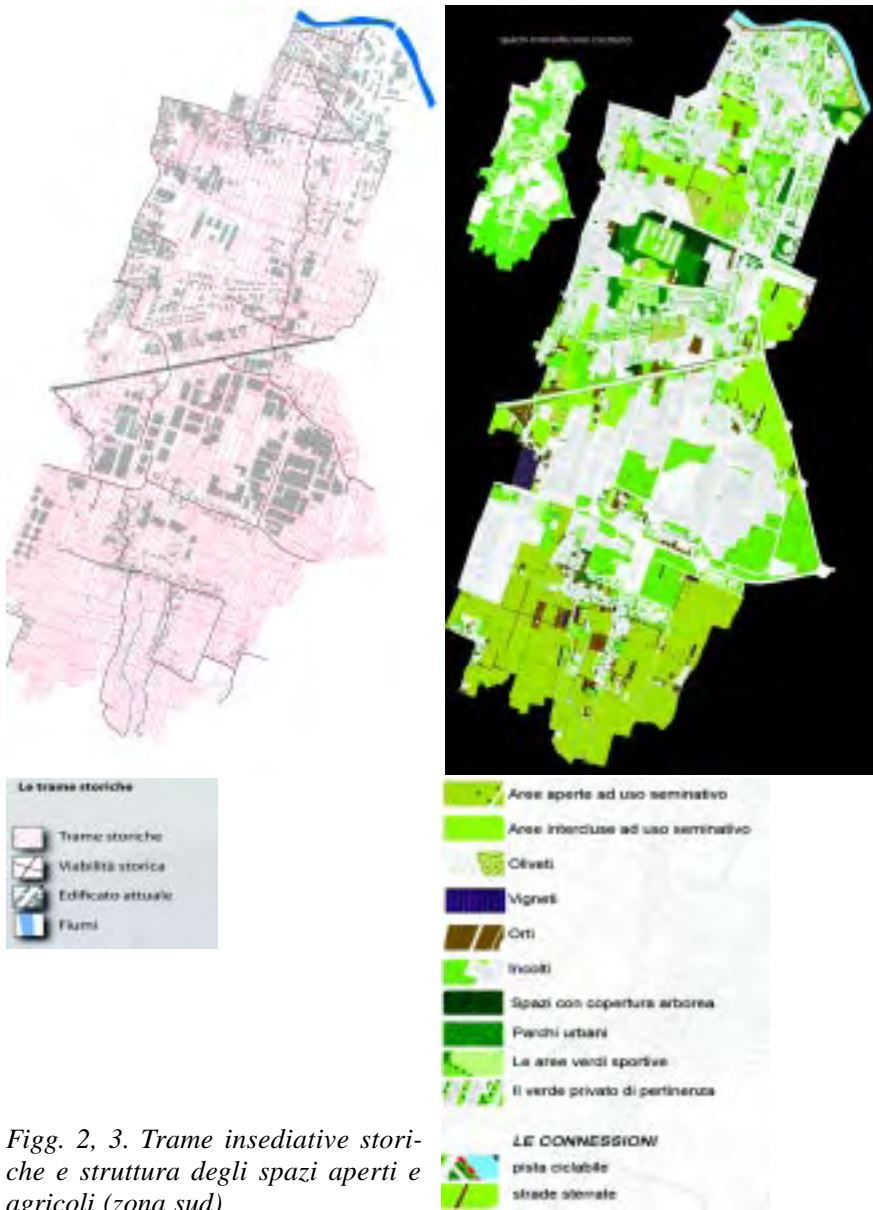 Le trame storiche
Trame storiche
Viabilità storica
Edificato attuale
Fiumi
Aree aperte ad uso seminativo
Aree intercluse ad uso seminativo
Oliveti
Vigneti
Orti
Incolti
Spazi con copertura arborea
Parchi urbani
Le aree verdi sportive
Il verde privato di pertinenza
LE CONNESSIONI
pista ciclabile
strade sterrate
Figg. 2, 3. Trame insediative stori-
che e struttura degli spazi aperti e
agricoli (zona sud)